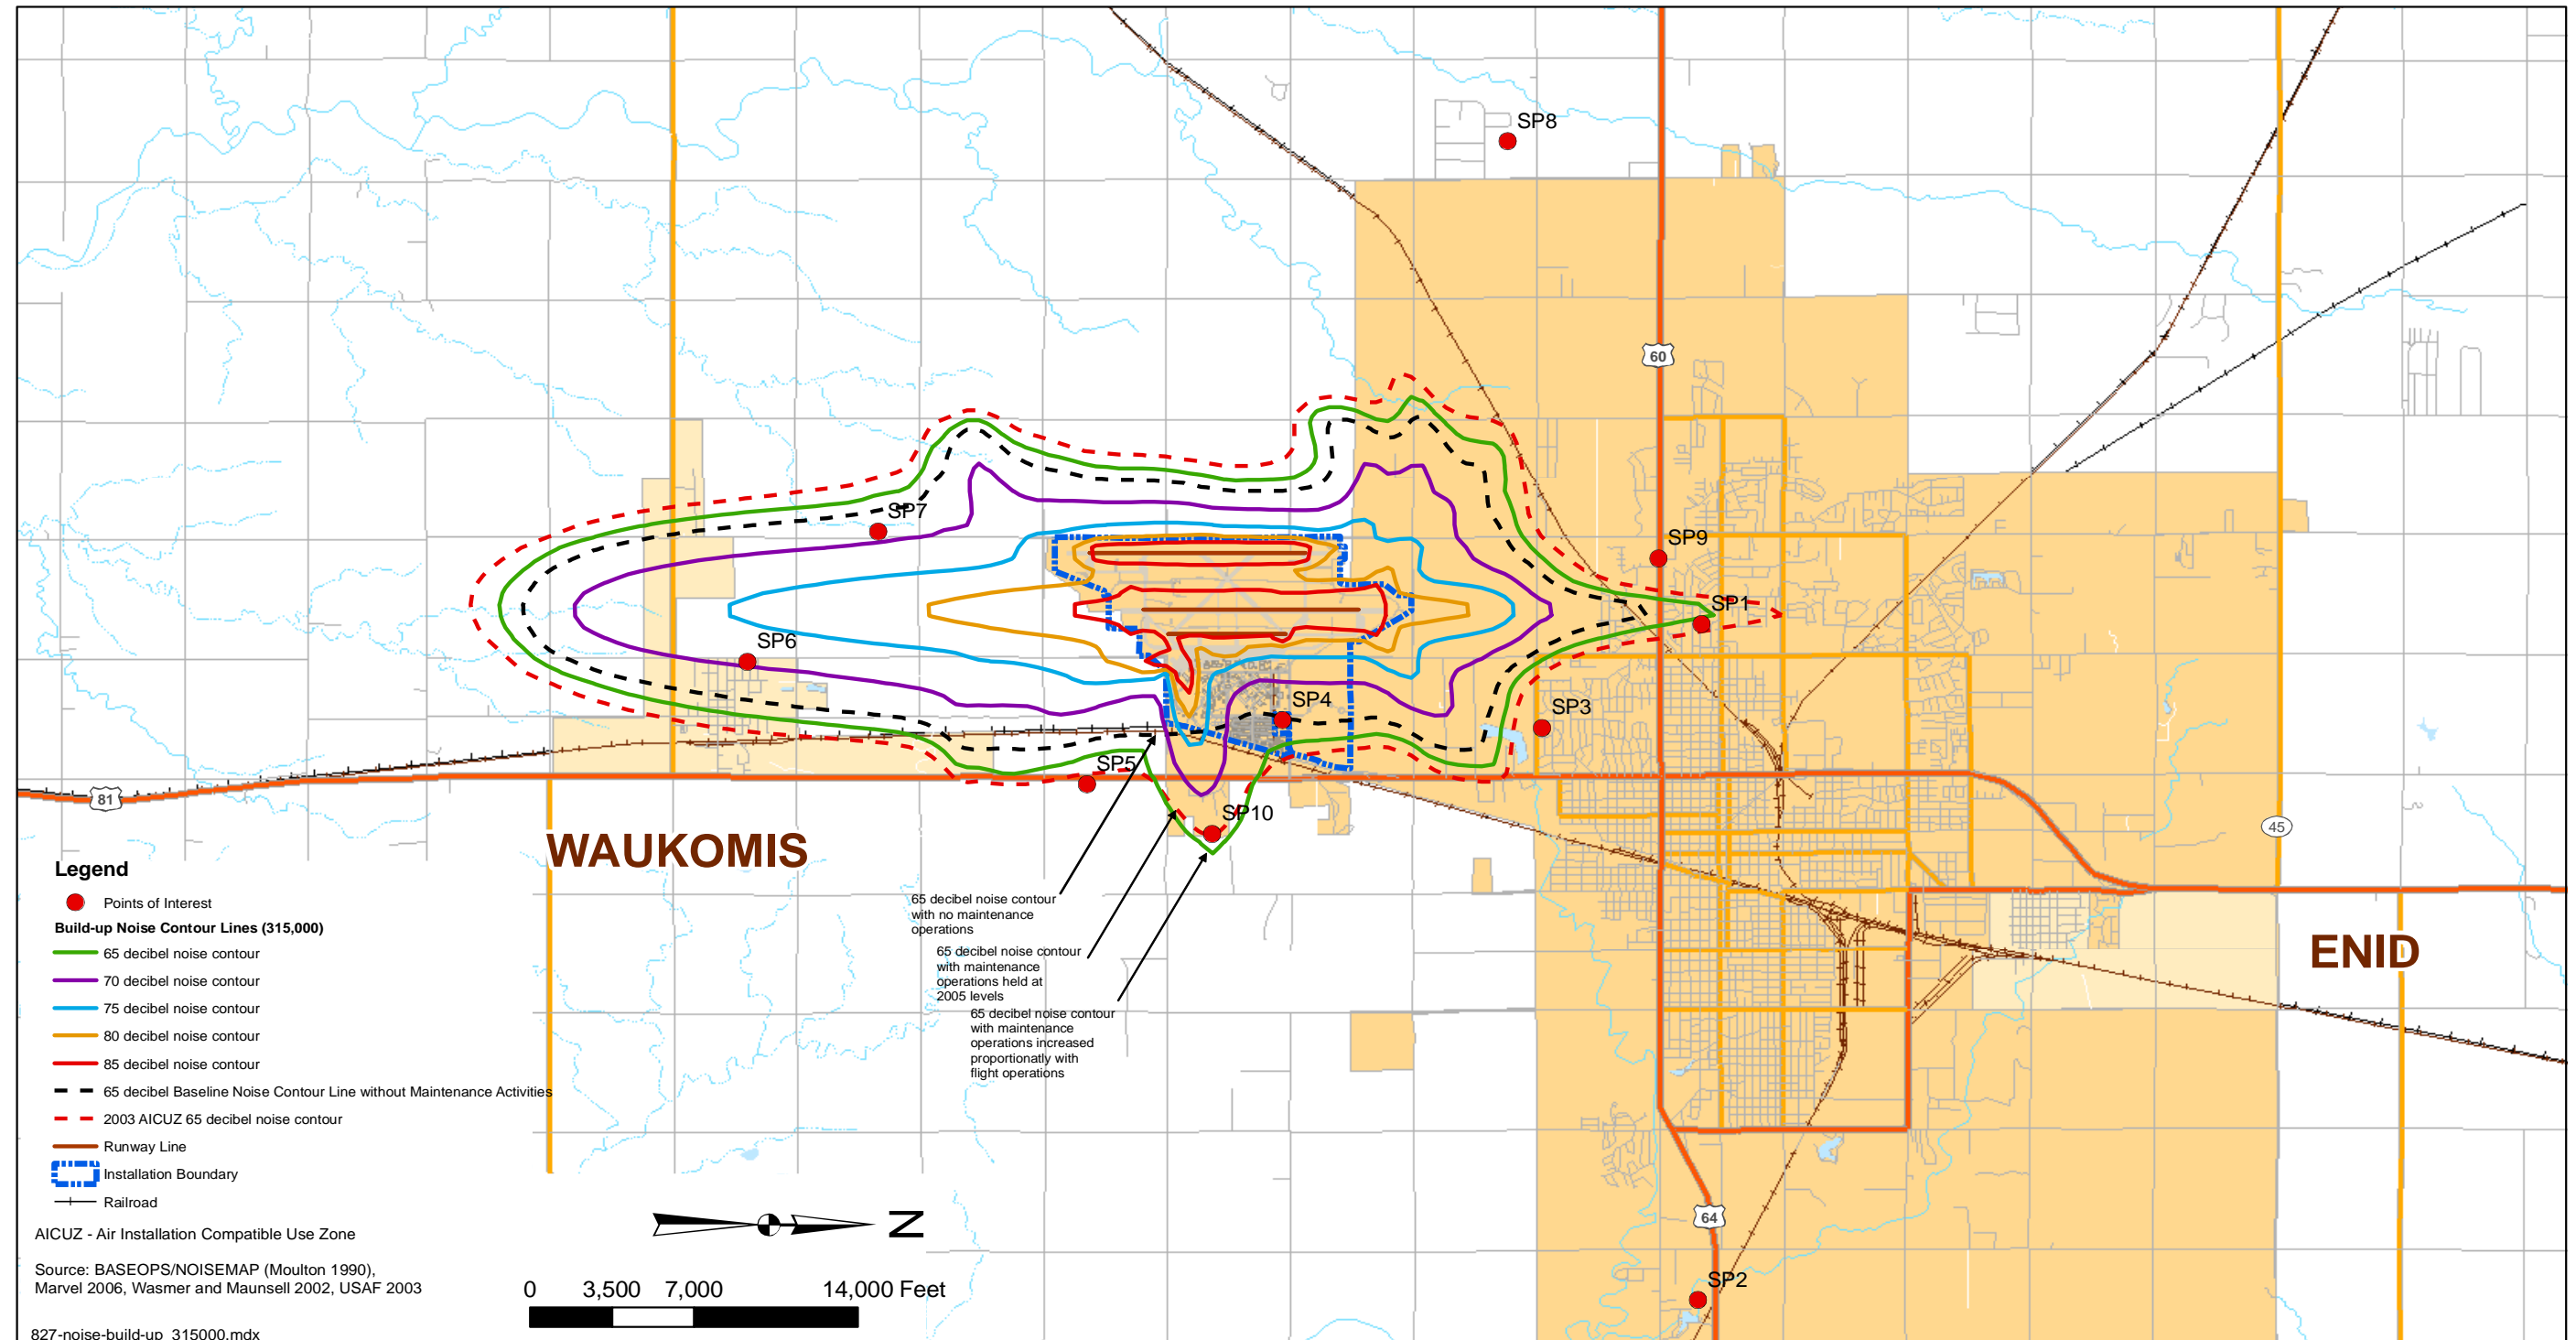 SP8
60
SP7
SP9
SP1
SP6
SP4
SP3
SP5
81
SP10
45
WAUKOMIS
ENID
65 decibel noise contour
with no maintenance
operations
65 decibel noise contour
with maintenance
operations held at
2005 levels
65 decibel noise contour
with maintenance
operations increased
proportionatly with
flight operations
64
SP2
Legend
Points of Interest
Build-up Noise Contour Lines (315,000)
65 decibel noise contour
70 decibel noise contour
75 decibel noise contour
80 decibel noise contour
85 decibel noise contour
65 decibel Baseline Noise Contour Line without Maintenance Activities
2003 AICUZ 65 decibel noise contour
Runway Line
Installation Boundary
Railroad
AICUZ - Air Installation Compatible Use Zone
Source: BASEOPS/NOISEMAP (Moulton 1990),
Marvel 2006, Wasmer and Maunsell 2002, USAF 2003
827-noise-build-up_315000.mdx
N
0 3,500 7,000 14,000 Feet